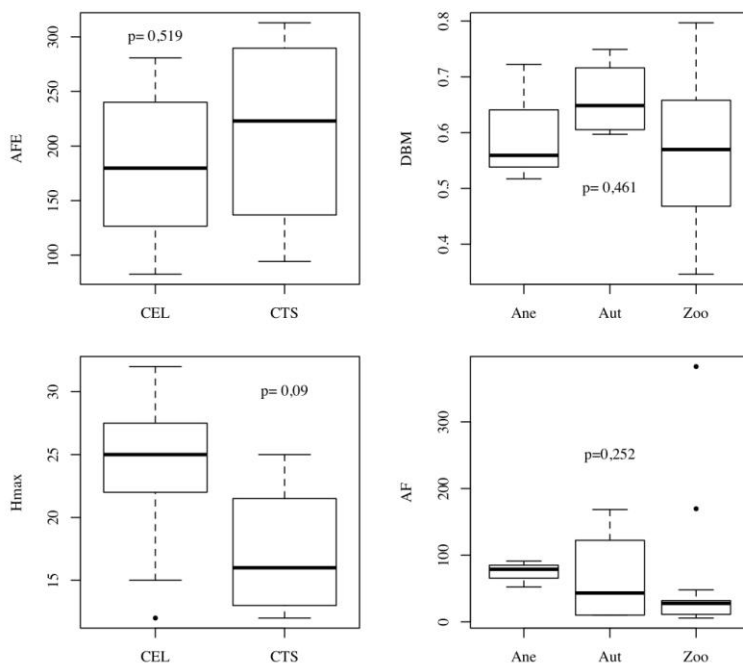 p= 0,519
AFE
100
150
200
250
300
CEL
CTS
DBM
0.4
0.5
0.6
0.7
0.8
p= 0,461
Ane
Aut
Zoo
p= 0,09
Hmax
15
20
25
30
CEL
CTS
p=0,252
AF
0
100
200
300
Ane
Aut
Zoo